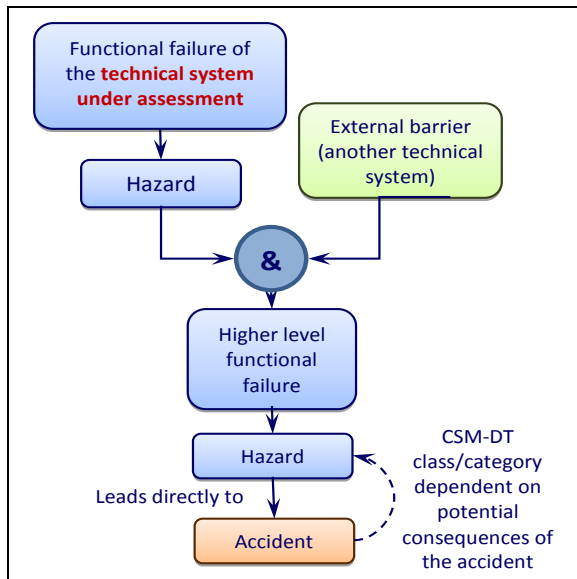 Functional failure of
the technical system
under assessment
External barrier
(another technical
system)
Hazard
&
Higher level
functional
failure
Hazard
Leads directly to
Accident
CSM-DT
class/category
dependent on
potential
consequences of
the accident